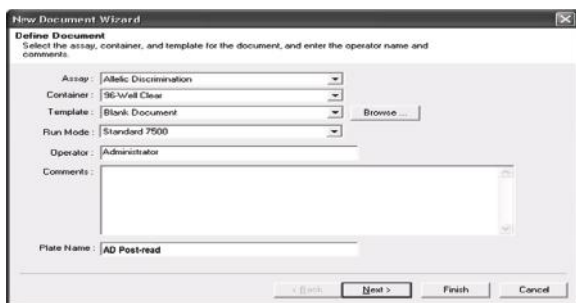 New Document Wizard
Define Document
Select the assay, container, and template for the document, and enter the operator name and
comments.
Assay : Allelic Discrimination
Container : 96-Well Clear
Template : Blank Document Browse ...
Run Mode : Standard 7500
Operator : Administrator
Comments :
Plate Name : AD Post-read
< Back Next > Finish Cancel